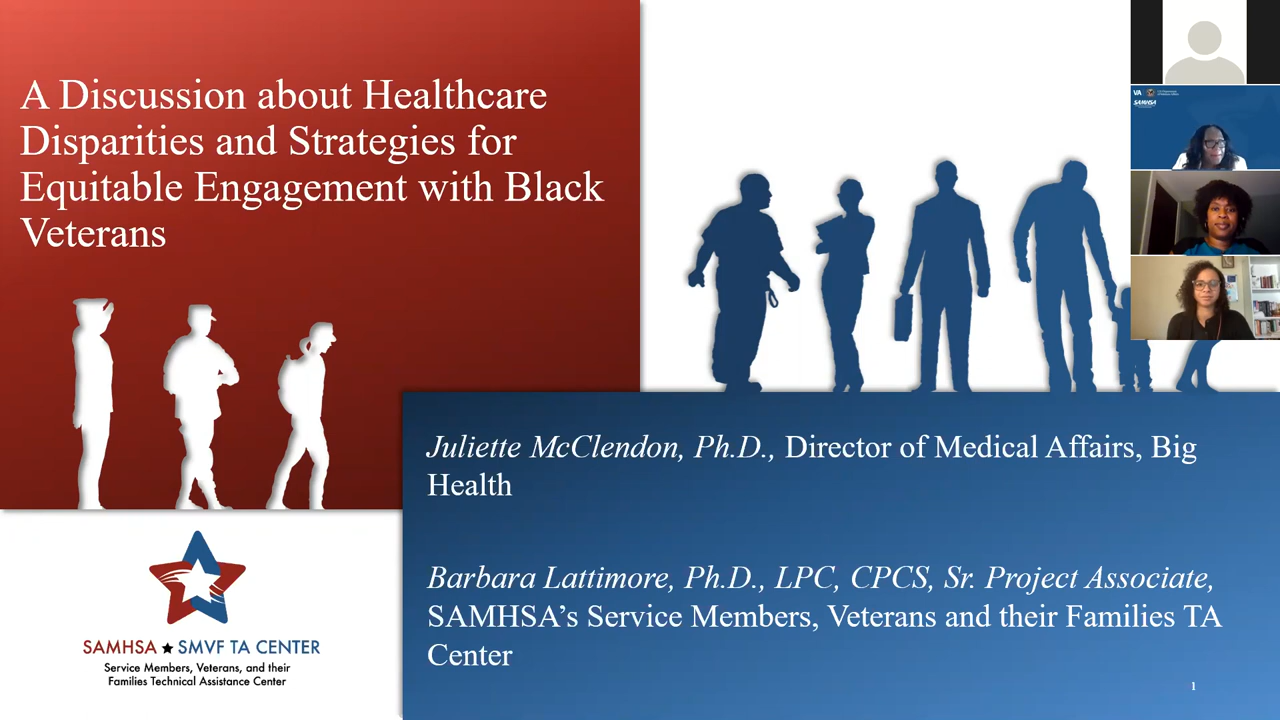 A Discussion about Healthcare
Disparities and Strategies for
Equitable Engagement with Black
Veterans
VA
SAMHSA
Juliette McClendon, Ph.D., Director of Medical Affairs, Big
Health
Barbara Lattimore, Ph.D., LPC, CPCS, Sr. Project Associate,
SAMHSA’s Service Members, Veterans and their Families TA
Center
SAMHSA ★ SMVF TA CENTER
Service Members, Veterans, and their
Families Technical Assistance Center
1